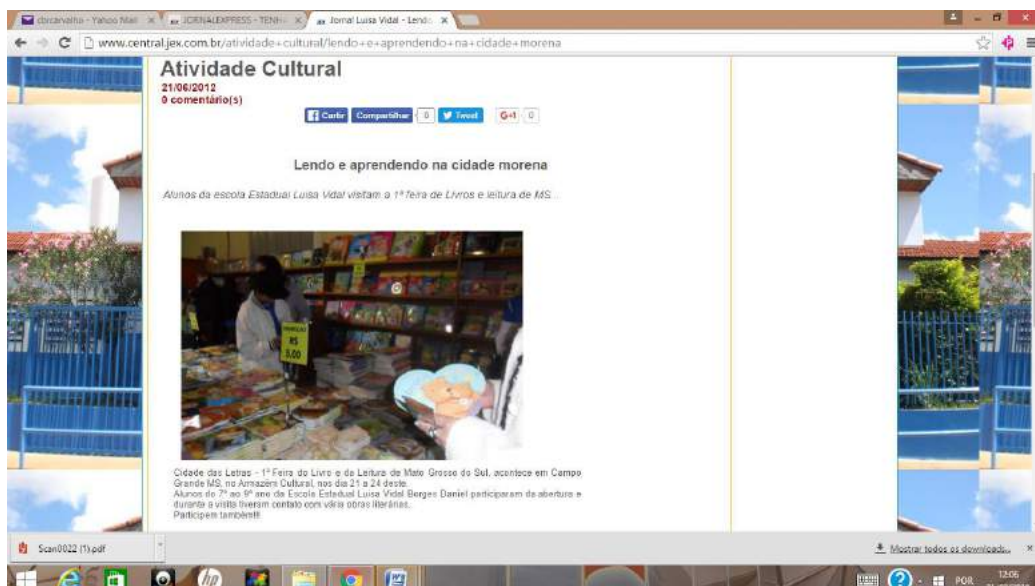 Yahoo Mail
JORNALEXPRESS - TENH
Jornal Luisa Vidal - Lendo
www.central.jex.com.br/atividade+cultural/lendo+e+aprendendo+na+cidade+morena
Atividade Cultural
21/06/2012
0 comentário(s)
Curtir Compartilhar 0 Tweet G+1 0
Lendo e aprendendo na cidade morena
Alunos da escola Estadual Luisa Vidal visitam a 1ª feira de Livros e leitura de MS...
R$
5,00
Cidade das Letras - 1ª Feira do Livro e da Leitura de Mato Grosso do Sul, acontece em Campo
Grande MS, no Armazém Cultural, nos dia 21 a 24 deste.
Alunos do 7º ao 9º ano da Escola Estadual Luisa Vidal Borges Daniel participaram da abertura e
durante a visita tiveram contato com vária obras literárias.
Participem também!!!
Scan0022 (1).pdf
Mostrar todos os downloads...
hp
POR
12:06